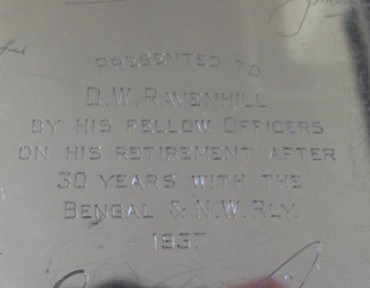 PRESENTED TO
D.W. RAVENHILL
BY HIS FELLOW OFFICERS
ON HIS RETIREMENT AFTER
30 YEARS WITH THE
BENGAL & N.W. RLY.
1937